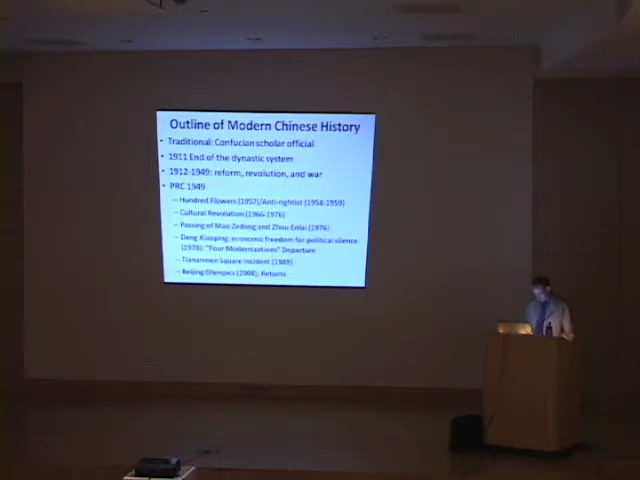 Outline of Modern Chinese History
• Traditional: Confucian scholar official
• 1911 End of the dynastic system
• 1912-1949: reform, revolution, and war
• PRC 1949
– Hundred Flowers (1957)/Anti-rightist (1958-1959)
– Cultural Revolution (1966-1976)
– Passing of Mao Zedong and Zhou Enlai (1976)
– Deng Xiaoping: economic freedom for political silence
(1978): "Four Modernizations" Departure
– Tiananmen Square incident (1989)
– Beijing Olympics (2008): Returns